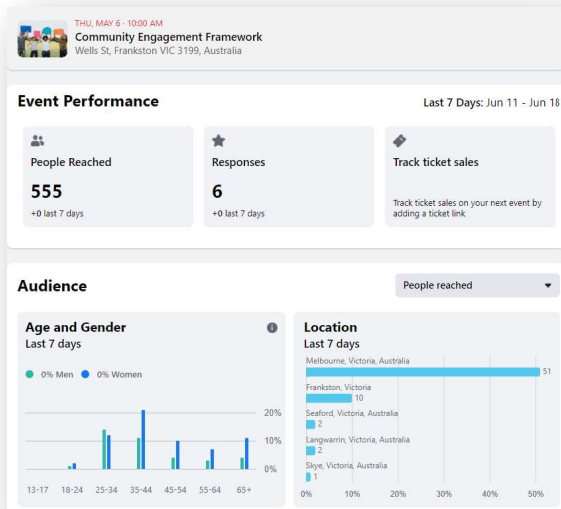 THU, MAY 6 · 10:00 AM
Community Engagement Framework
Wells St, Frankston VIC 3199, Australia
Event Performance
Last 7 Days: Jun 11 - Jun 18
People Reached
555
+0 last 7 days
Responses
6
+0 last 7 days
Track ticket sales
Track ticket sales on your next event by
adding a ticket link
Audience
People reached
Age and Gender
Last 7 days
0% Men
0% Women
20%
10%
0%
13-17 18-24 25-34 35-44 45-54 55-64 65+
Location
Last 7 days
Melbourne, Victoria, Australia
51
Frankston, Victoria
10
Seaford, Victoria, Australia
2
Langwarrin, Victoria, Australia
2
Skye, Victoria, Australia
1
0% 10% 20% 30% 40% 50%